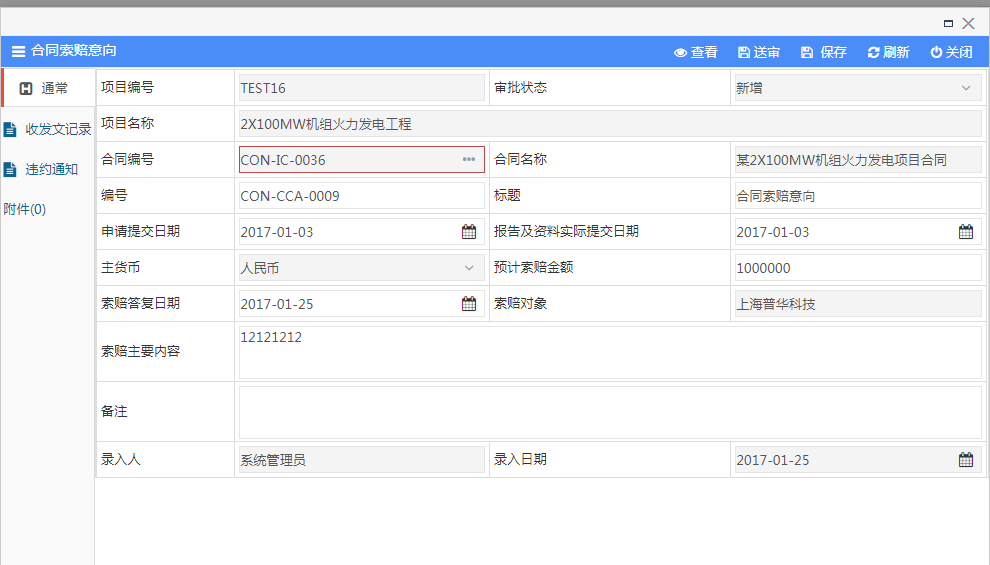 合同索赔意向
查看 送审 保存 刷新 关闭
通常
收发文记录
违约通知
附件(0)
项目编号 TEST16 审批状态 新增
项目名称 2X100MW机组火力发电工程
合同编号 CON-IC-0036 ••• 合同名称 某2X100MW机组火力发电项目合同
编号 CON-CCA-0009 标题 合同索赔意向
申请提交日期 2017-01-03 报告及资料实际提交日期 2017-01-03
主货币 人民币 预计索赔金额 1000000
索赔答复日期 2017-01-25 索赔对象 上海普华科技
索赔主要内容 12121212
备注
录入人 系统管理员 录入日期 2017-01-25